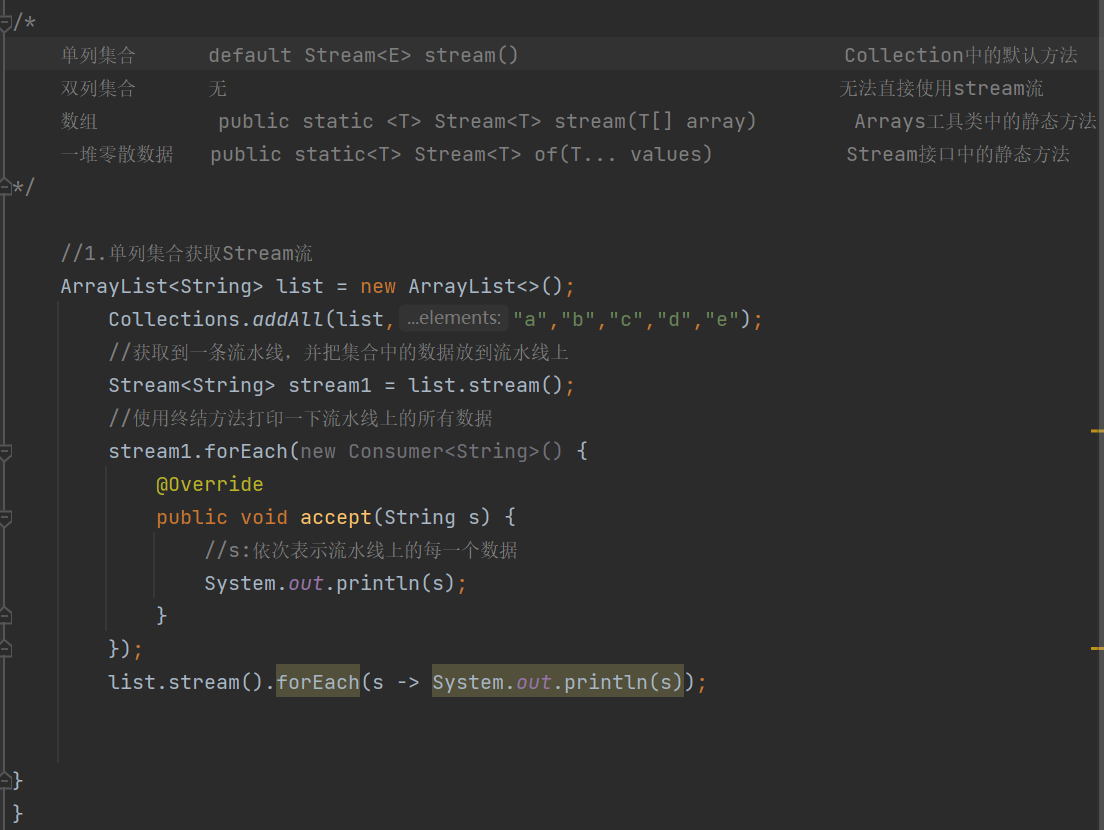 /*
单列集合 default Stream<E> stream() Collection中的默认方法
双列集合 无 无法直接使用stream流
数组 public static <T> Stream<T> stream(T[] array) Arrays工具类中的静态方法
一堆零散数据 public static<T> Stream<T> of(T... values) Stream接口中的静态方法
*/
//1.单列集合获取Stream流
ArrayList<String> list = new ArrayList<>();
Collections.addAll(list, ...elements: "a","b","c","d","e");
//获取到一条流水线，并把集合中的数据放到流水线上
Stream<String> stream1 = list.stream();
//使用终结方法打印一下流水线上的所有数据
stream1.forEach(new Consumer<String>() {
@Override
public void accept(String s) {
//s:依次表示流水线上的每一个数据
System.out.println(s);
}
});
list.stream().forEach(s -> System.out.println(s));
}
}